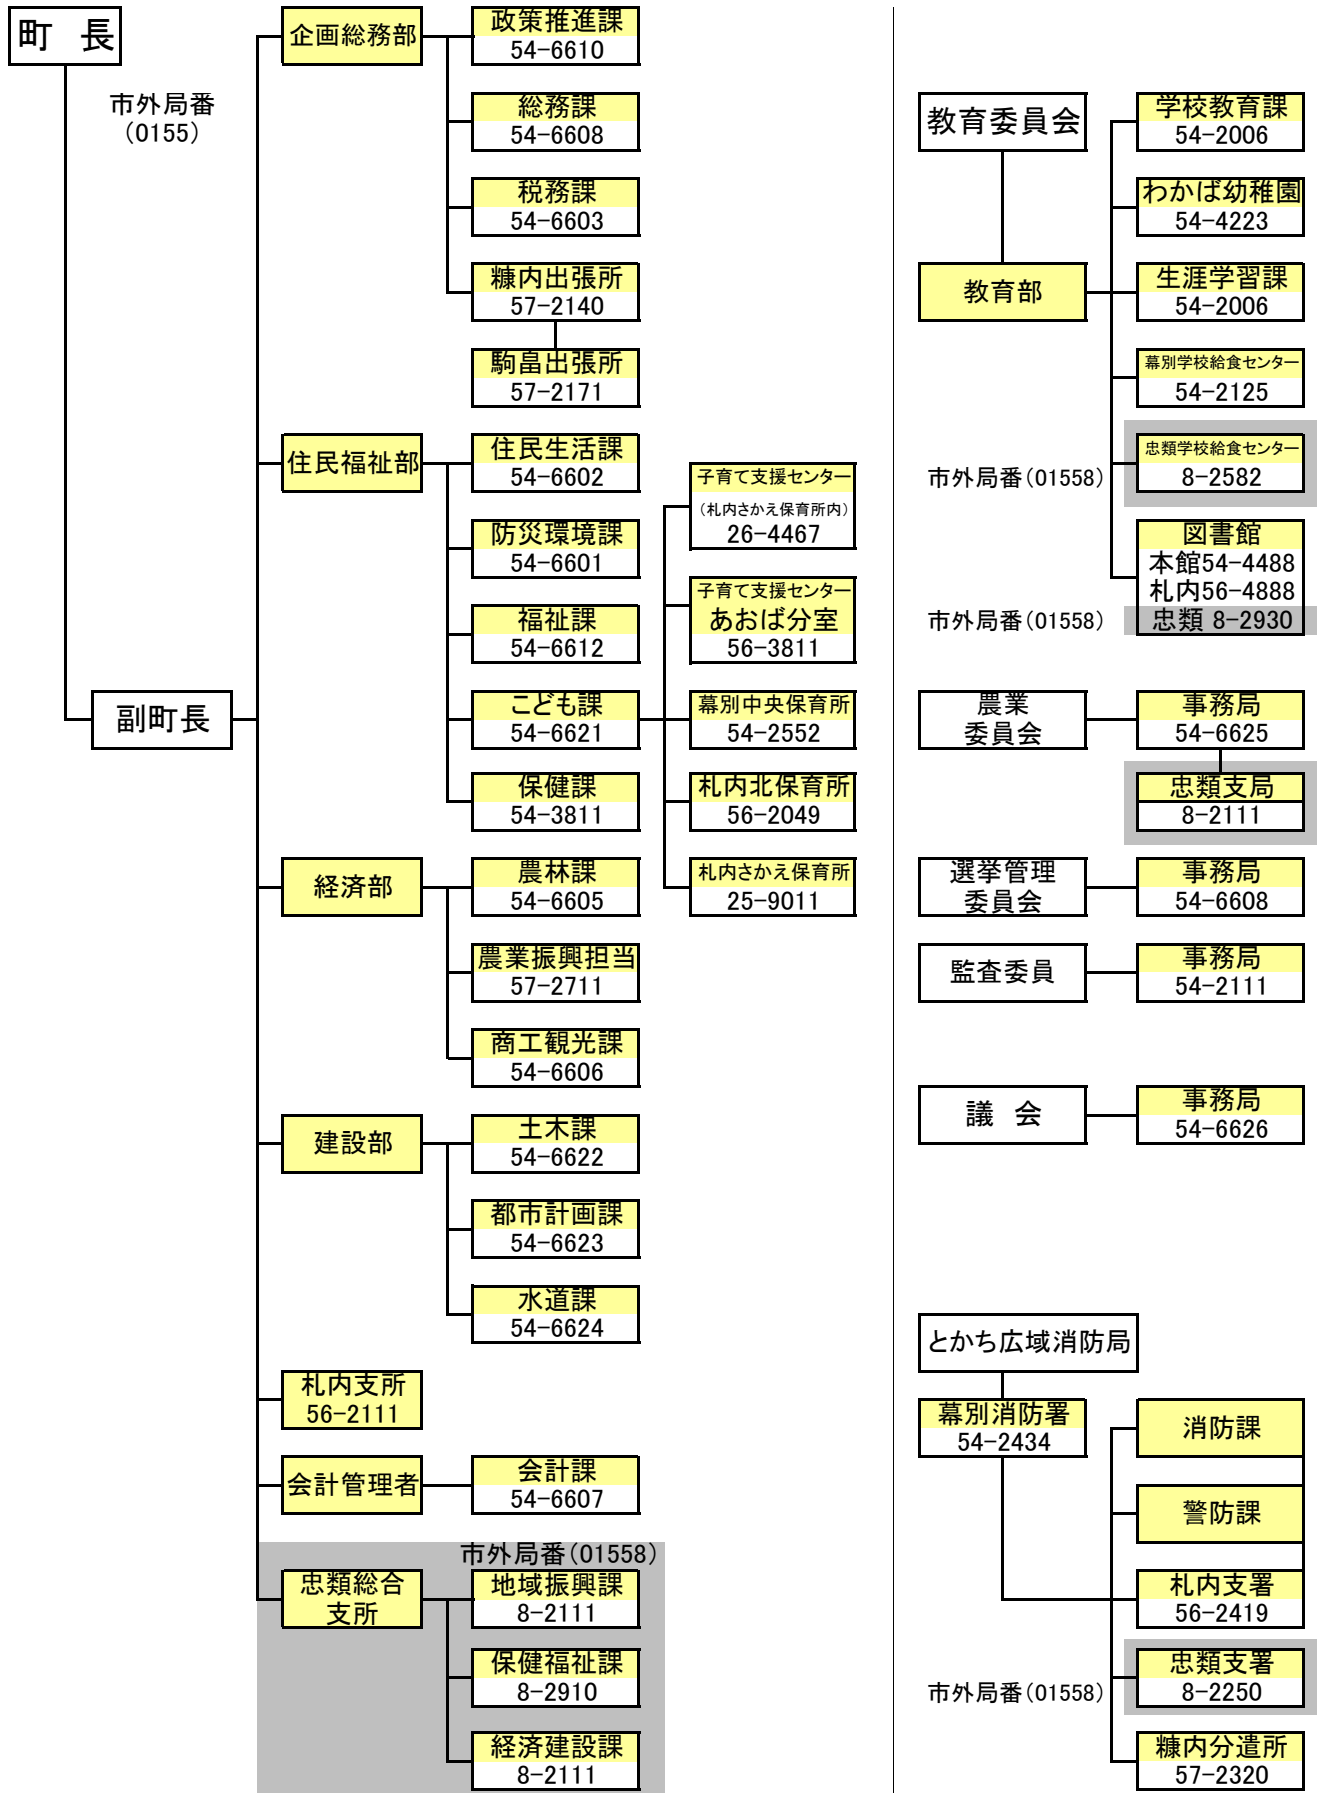 町　長
市外局番
（0155）
副町長
企画総務部
政策推進課
54-6610
総務課
54-6608
税務課
54-6603
糠内出張所
57-2140
駒畠出張所
57-2171
住民福祉部
住民生活課
54-6602
防災環境課
54-6601
福祉課
54-6612
こども課
54-6621
保健課
54-3811
子育て支援センター
（札内さかえ保育所内）
26-4467
子育て支援センター
あおば分室
56-3811
幕別中央保育所
54-2552
札内北保育所
56-2049
札内さかえ保育所
25-9011
経済部
農林課
54-6605
農業振興担当
57-2711
商工観光課
54-6606
建設部
土木課
54-6622
都市計画課
54-6623
水道課
54-6624
札内支所
56-2111
会計管理者
会計課
54-6607
市外局番（01558）
忠類総合
支所
地域振興課
8-2111
保健福祉課
8-2910
経済建設課
8-2111
教育委員会
教育部
学校教育課
54-2006
わかば幼稚園
54-4223
生涯学習課
54-2006
幕別学校給食センター
54-2125
市外局番（01558）
忠類学校給食センター
8-2582
図書館
本館54-4488
札内56-4888
市外局番（01558）
忠類 8-2930
農業
委員会
事務局
54-6625
忠類支局
8-2111
選挙管理
委員会
事務局
54-6608
監査委員
事務局
54-2111
議　会
事務局
54-6626
とかち広域消防局
幕別消防署
54-2434
消防課
警防課
札内支署
56-2419
市外局番（01558）
忠類支署
8-2250
糠内分遣所
57-2320